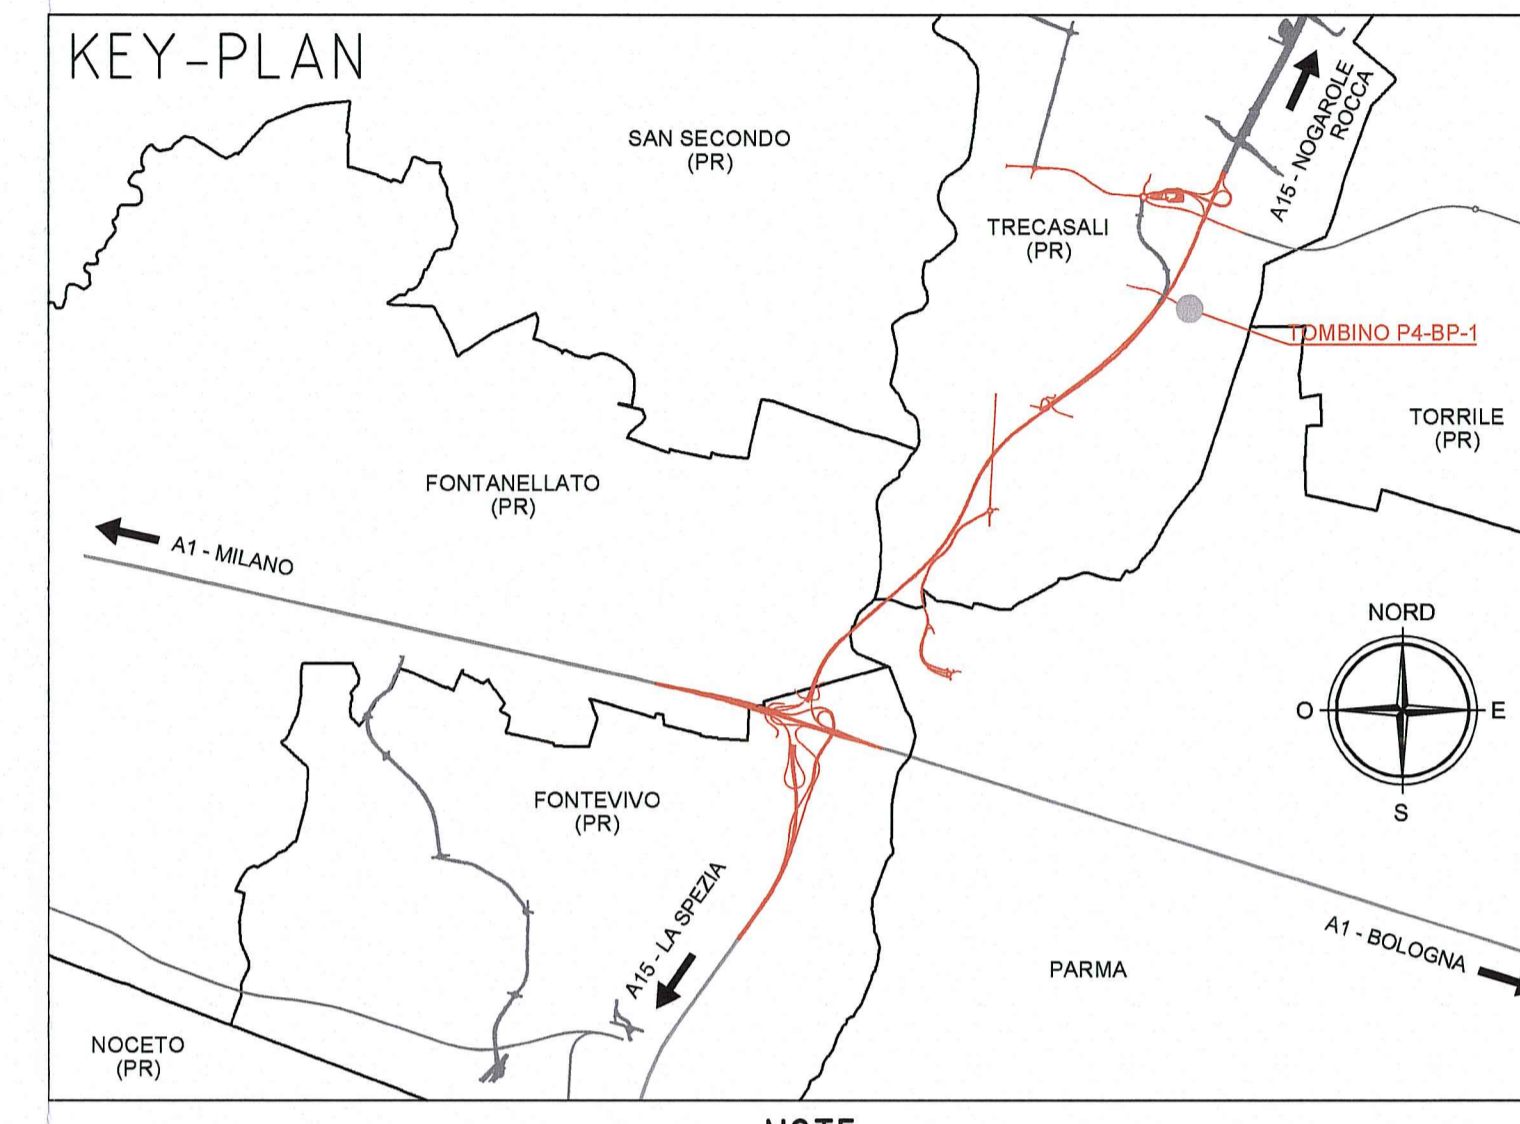 KEY-PLAN
SAN SECONDO
(PR)
A15 - NOGAROLE
ROCCA
TRECASALI
(PR)
TOMBINO P4-BP-1
TORRILE
(PR)
FONTANELLATO
(PR)
A1 - MILANO
NORD
O
E
S
FONTEVIVO
(PR)
A15 - LA SPEZIA
A1 - BOLOGNA
PARMA
NOCETO
(PR)
NOTE